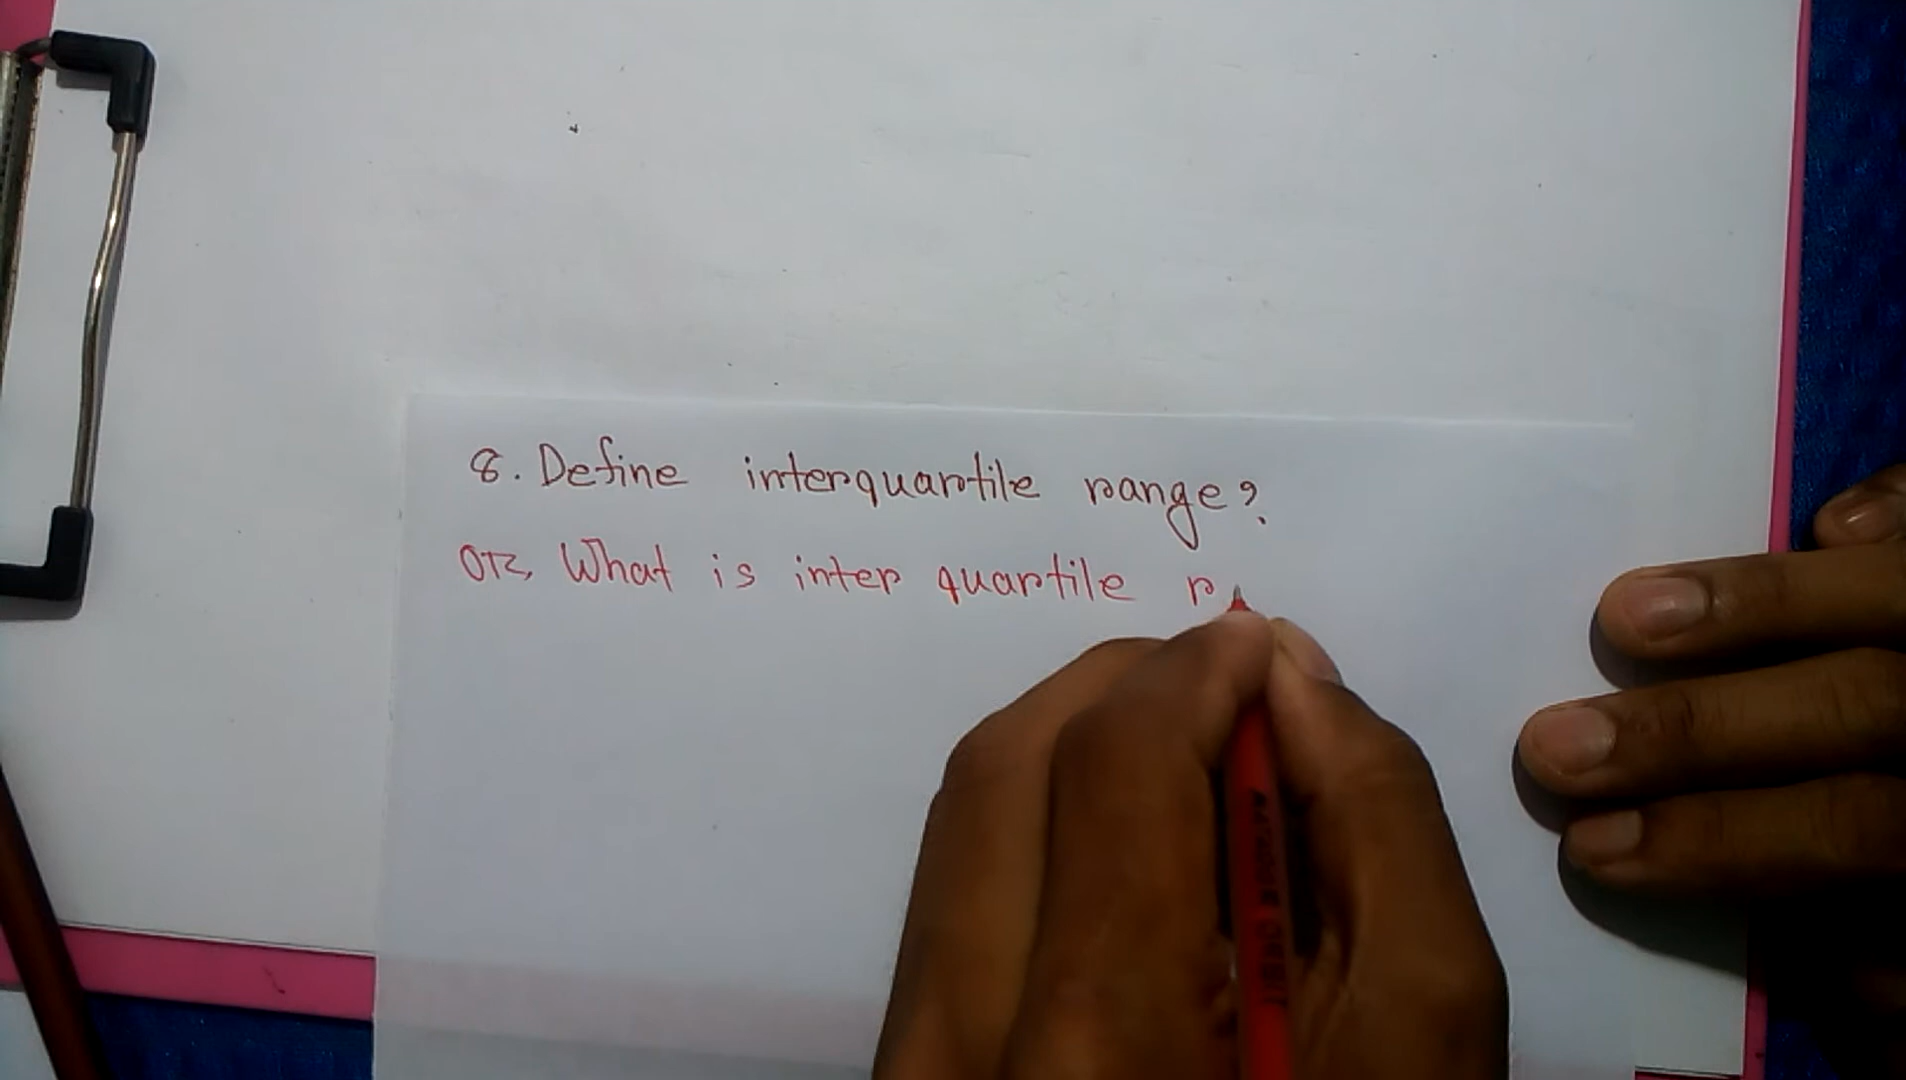 8. Define interquartile range?
OR, What is inter quartile r